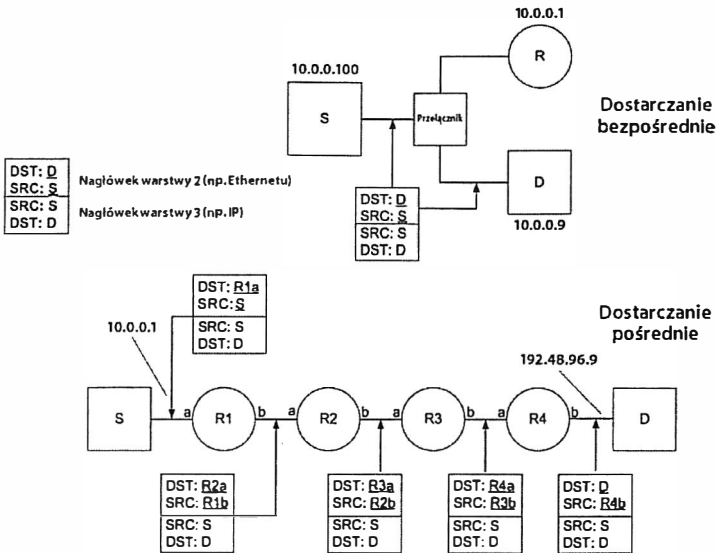 10.0.0.1
R
10.0.0.100
S
Przełącznik
Dostarczanie
bezpośrednie
D
10.0.0.9
DST: D
SRC: S
SRC: S
DST: D
Nagłówek warstwy 2 (np. Ethernetu)
Nagłówek warstwy 3 (np. IP)
DST: D
SRC: S
SRC: S
DST: D
DST: R1a
SRC: S
SRC: S
DST: D
Dostarczanie
pośrednie
10.0.0.1
192.48.96.9
S
a
R1
b
a
R2
b
a
R3
b
a
R4
b
D
DST: R2a
SRC: R1b
SRC: S
DST: D
DST: R3a
SRC: R2b
SRC: S
DST: D
DST: R4a
SRC: R3b
SRC: S
DST: D
DST: D
SRC: R4b
SRC: S
DST: D